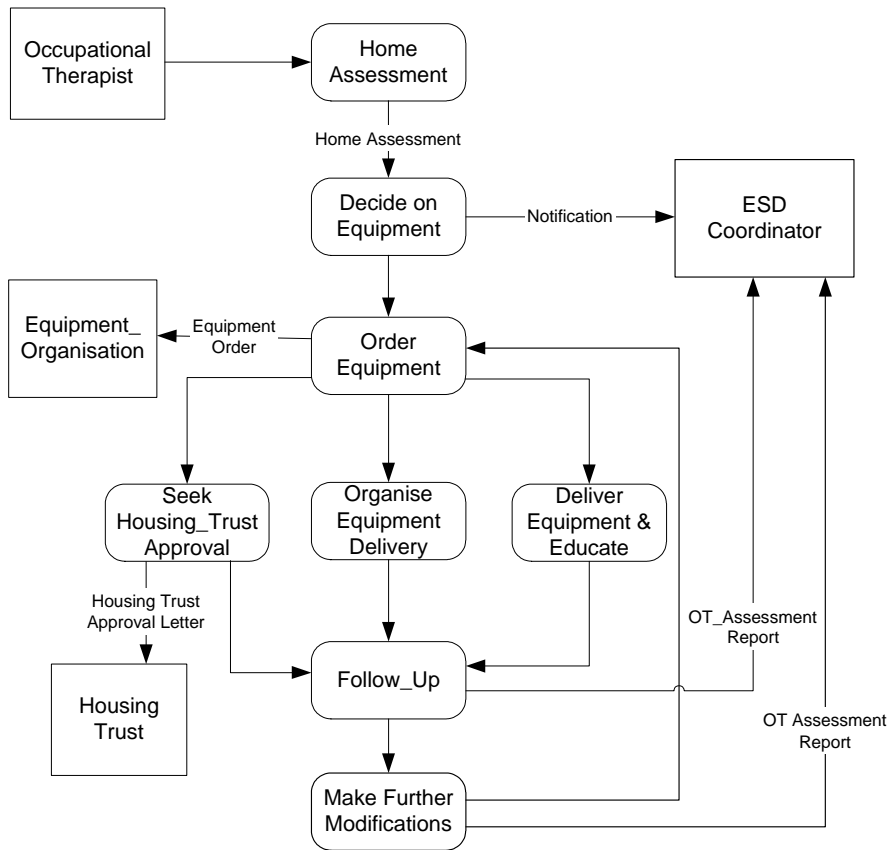 Occupational
Therapist
Home
Assessment
Home Assessment
Decide on
Equipment
Notification
ESD
Coordinator
Equipment_
Organisation
Equipment
Order
Order
Equipment
Seek
Housing_Trust
Approval
Organise
Equipment
Delivery
Deliver
Equipment &
Educate
Housing Trust
Approval Letter
OT_Assessment
Report
Housing
Trust
Follow_Up
OT Assessment
Report
Make Further
Modifications